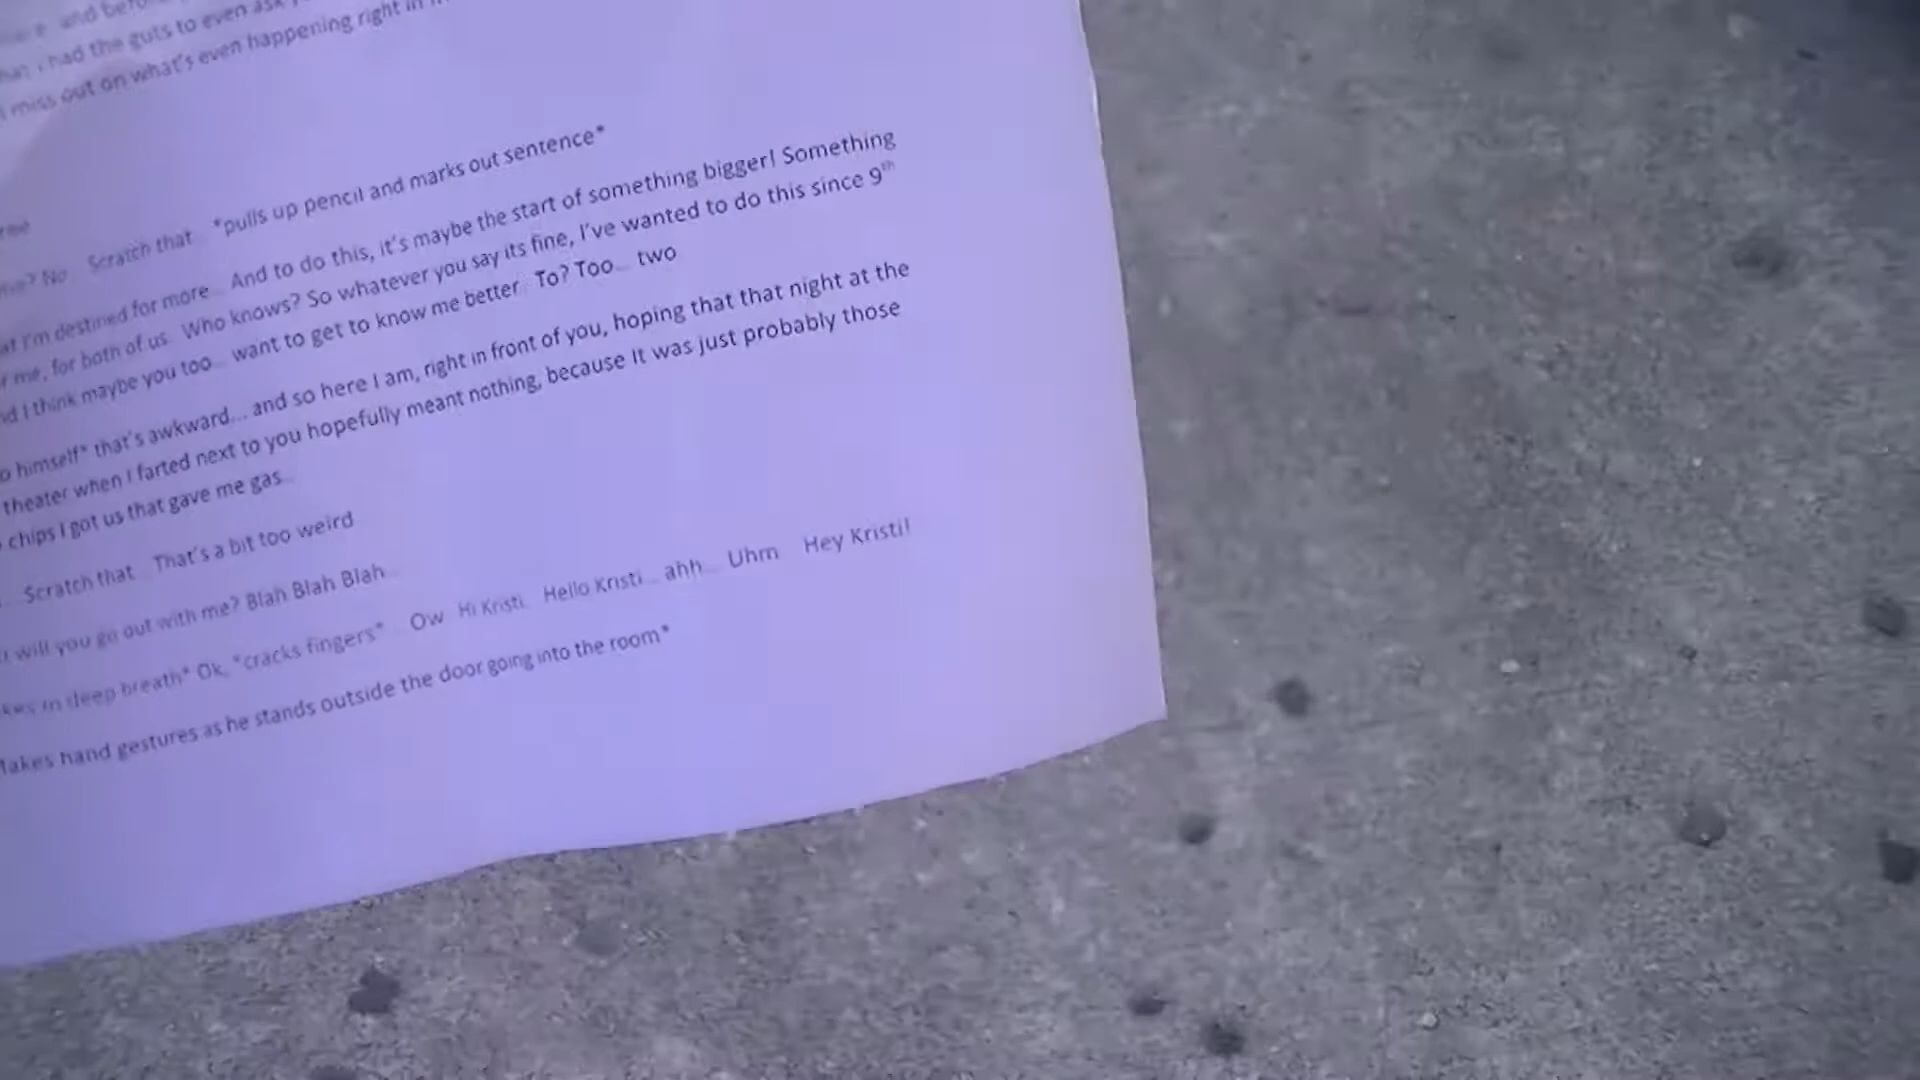 and before
had the guts to even ask
miss out on what's even happening right in
No Scratch that *pulls up pencil and marks out sentence*
I'm destined for more And to do this, it's maybe the start of something bigger! Something
me, for both of us. Who knows? So whatever you say its fine, I've wanted to do this since 9th
I think maybe you too... want to get to know me better To? Too... two
himself* that's awkward... and so here I am, right in front of you, hoping that that night at the
theater when I farted next to you hopefully meant nothing, because It was just probably those
chips I got us that gave me gas...
Scratch that... That's a bit too weird
will you go out with me? Blah Blah Blah...
in deep breath* Ok, *cracks fingers* Ow Hi Kristi... Hello Kristi... ahh... Uhm Hey Kristi!
hand gestures as he stands outside the door going into the room*